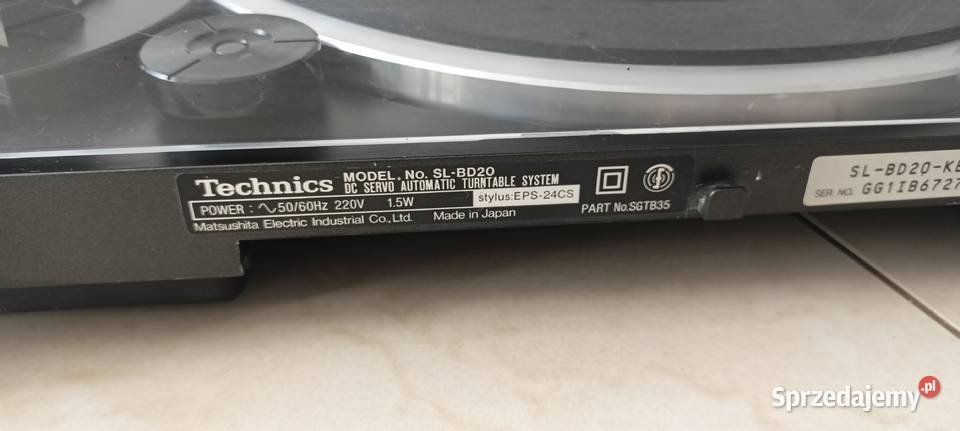 Technics MODEL. No. SL-BD20
DC SERVO AUTOMATIC TURNTABLE SYSTEM
POWER: ∿50/60Hz 220V 1.5W stylus:EPS-24CS
Matsushita Electric Industrial Co.,Ltd. Made in Japan PART No.SGTB35
SL-BD20-KE
SER. NO. GG1IB6727
Sprzedajemy.pl